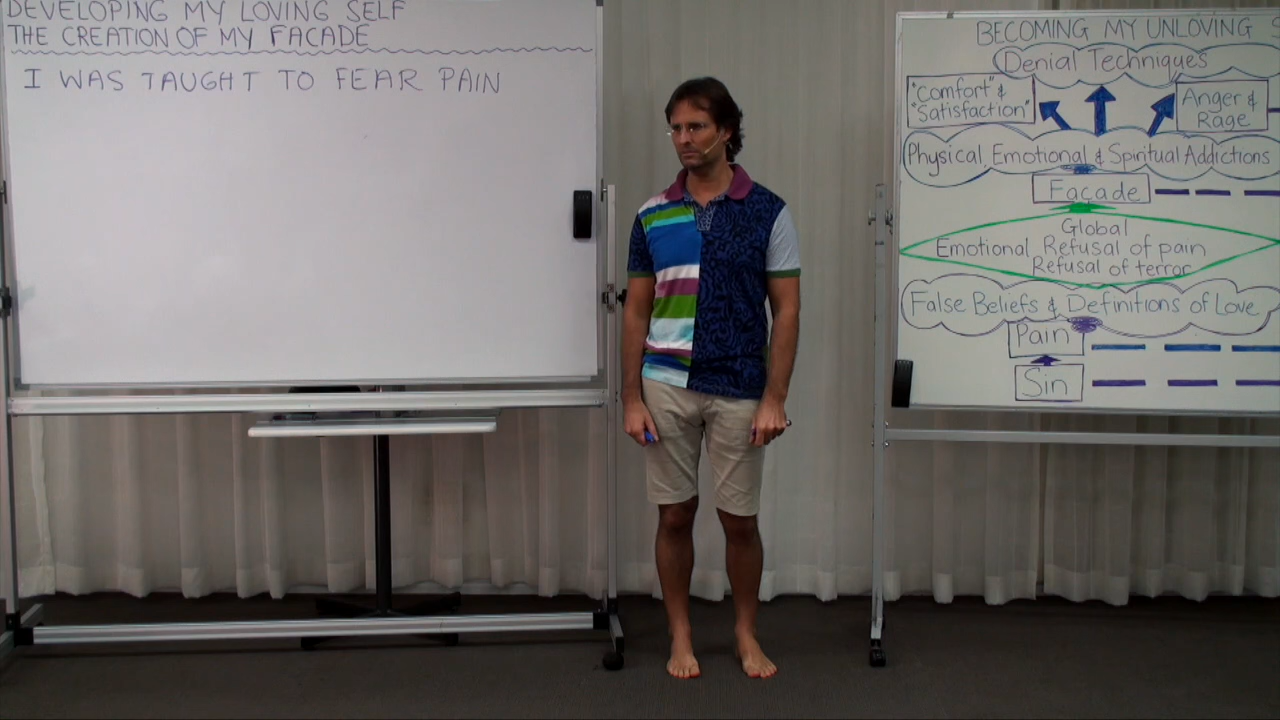 DEVELOPING MY LOVING SELF
THE CREATION OF MY FACADE
I WAS TAUGHT TO FEAR PAIN
BECOMING MY UNLOVING
Denial Techniques
"Comfort" &
"Satisfaction"
Anger &
Rage
Physical, Emotional & Spiritual Addictions
Façade
Global
Emotional Refusal of pain
Refusal of terror
False Beliefs & Definitions of Love
Pain
Sin